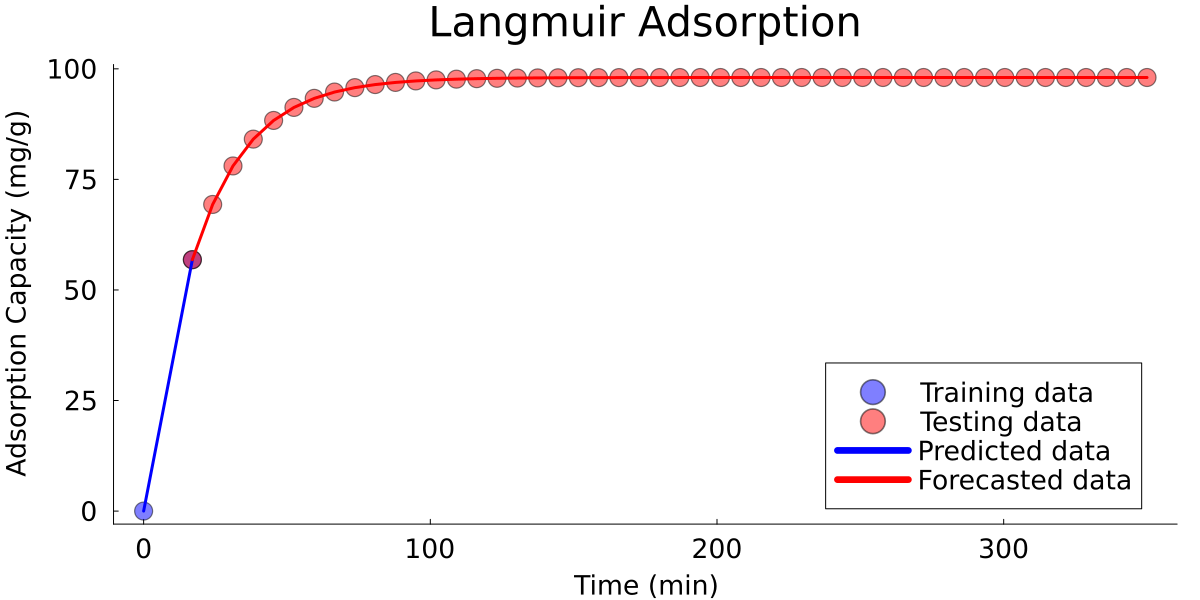 Langmuir Adsorption
Adsorption Capacity (mg/g)
100
75
50
25
0
0 100 200 300
Time (min)
Training data
Testing data
Predicted data
Forecasted data